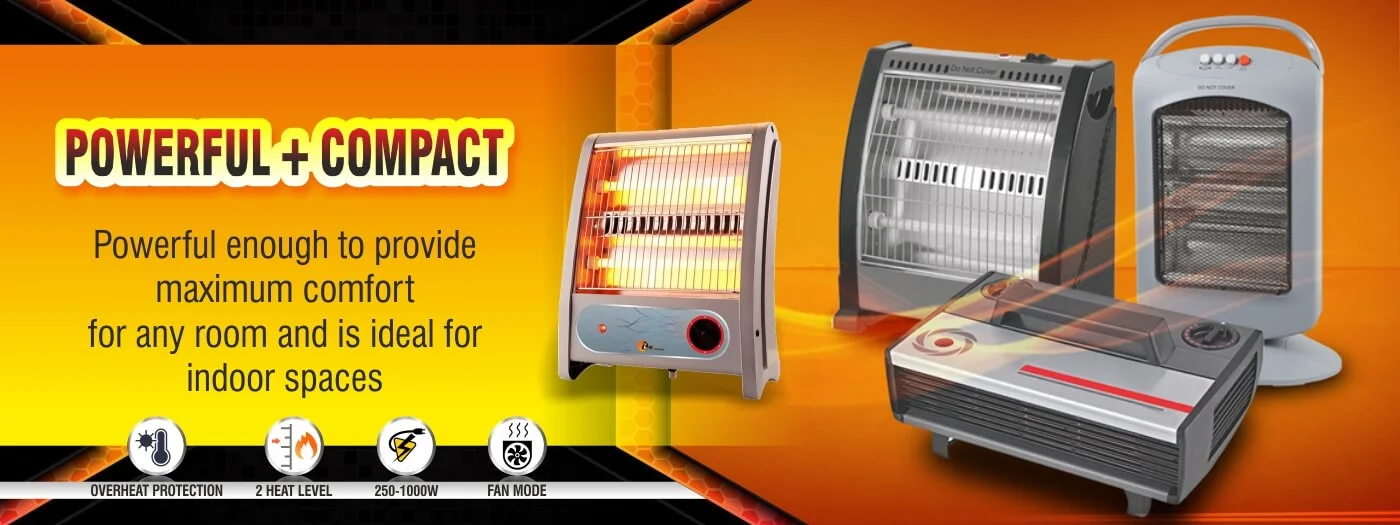 POWERFUL + COMPACT
Powerful enough to provide
maximum comfort
for any room and is ideal for
indoor spaces
OVERHEAT PROTECTION
2 HEAT LEVEL
250-1000W
FAN MODE
Do Not Cover
DO NOT COVER